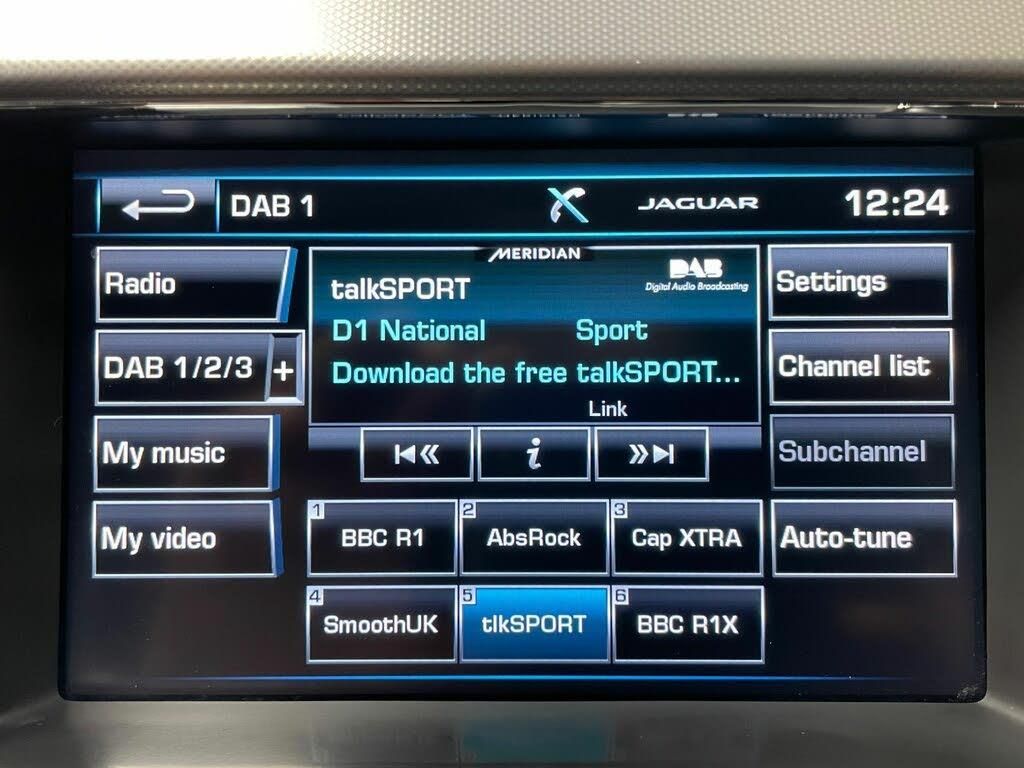 DAB 1
JAGUAR
12:24
Radio
DAB 1/2/3 +
My music
My video
MERIDIAN
talkSPORT
DAB
Digital Audio Broadcasting
D1 National Sport
Download the free talkSPORT...
Link
i
1 BBC R1
2 AbsRock
3 Cap XTRA
4 SmoothUK
5 tlkSPORT
6 BBC R1X
Settings
Channel list
Subchannel
Auto-tune